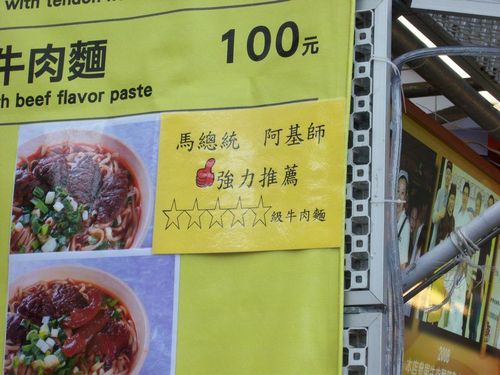 with tendon
牛肉麵 100元
h beef flavor paste
馬總統 阿基師
強力推薦
☆☆☆☆☆級牛肉麵
2009